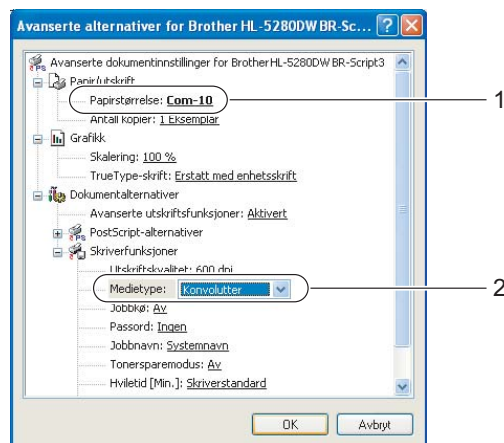 Avanserte alternativer for Brother HL-5280DW BR-Sc...
Avanserte dokumentinnstillinger for Brother HL-5280DW BR-Script3
Papir/utskrift
Papirstørrelse: Com-10
1
Antall kopier: 1 Eksemplar
Grafikk
Skalering: 100 %
TrueType-skrift: Erstatt med enhetsskrift
Dokumentalternativer
Avanserte utskriftsfunksjoner: Aktivert
PostScript-alternativer
Skriverfunksjoner
Utskriftskvalitet: 600 dpi
Medietype: Konvolutter
2
Jobbkø: Av
Passord: Ingen
Jobbnavn: Systemnavn
Tonersparemodus: Av
Hviletid [Min.]: Skriverstandard
OK Avbryt